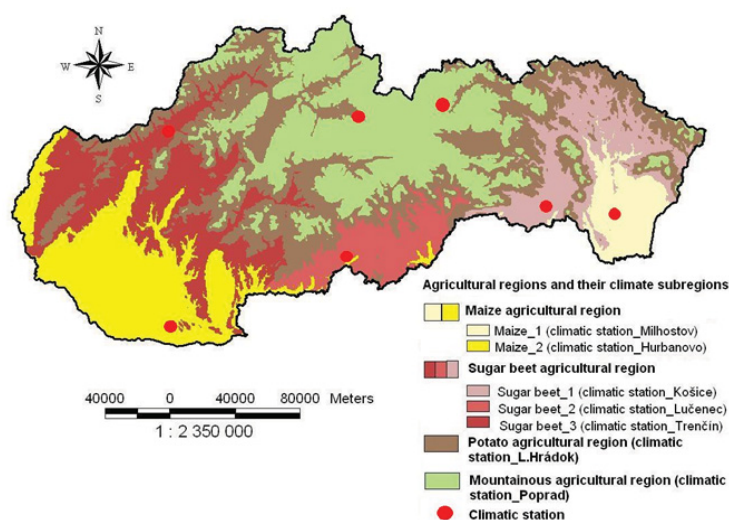 N
W E
S
Agricultural regions and their climate subregions
Maize agricultural region
Maize_1 (climatic station_Milhostov)
Maize_2 (climatic station_Hurbanovo)
Sugar beet agricultural region
Sugar beet_1 (climatic station_Košice)
Sugar beet_2 (climatic station_Lučenec)
Sugar beet_3 (climatic station_Trenčín)
Potato agricultural region (climatic
station_L.Hrádok)
Mountainous agricultural region (climatic
station_Poprad)
Climatic station
40000 0 40000 80000 Meters
1 : 2 350 000